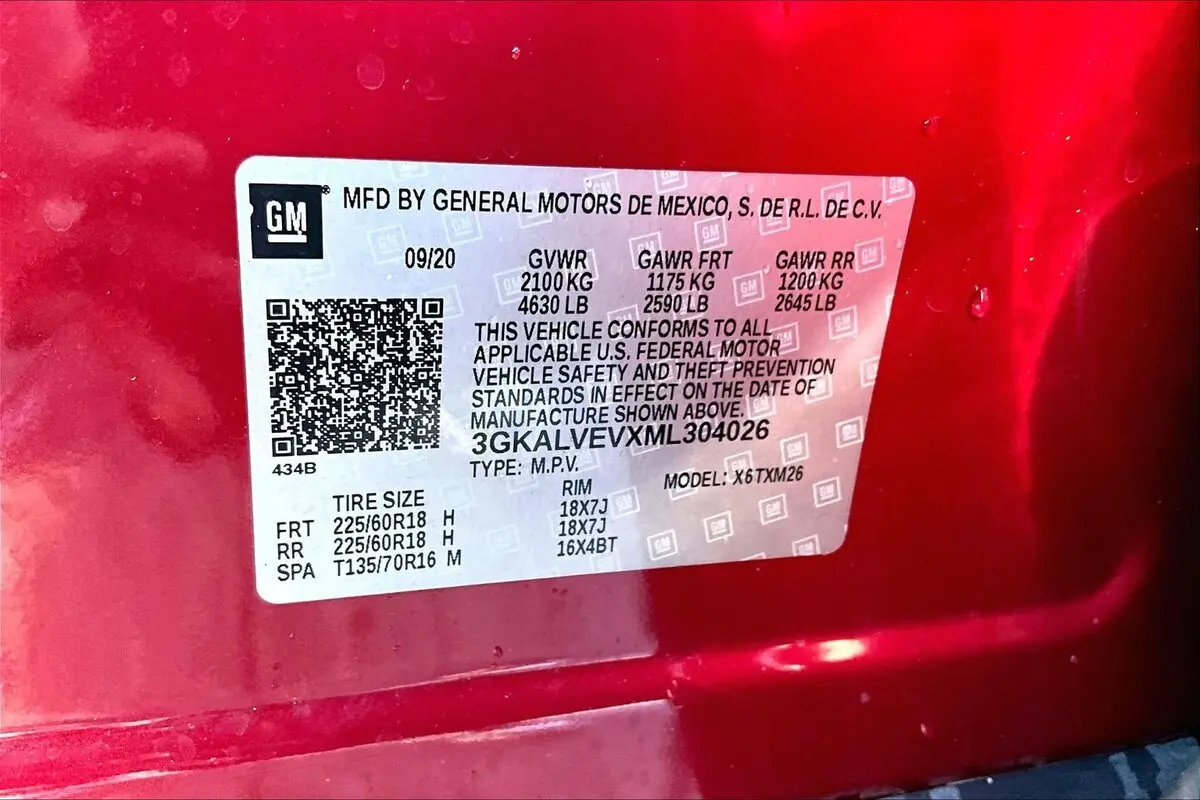 GM® MFD BY GENERAL MOTORS DE MEXICO, S. DE R.L. DE C.V.
09/20 GVWR GAWR FRT GAWR RR
2100 KG 1175 KG 1200 KG
4630 LB 2590 LB 2645 LB
THIS VEHICLE CONFORMS TO ALL
APPLICABLE U.S. FEDERAL MOTOR
VEHICLE SAFETY AND THEFT PREVENTION
STANDARDS IN EFFECT ON THE DATE OF
MANUFACTURE SHOWN ABOVE.
3GKALVEVXML304026
434B
TYPE: M.P.V. MODEL: X6TXM26
TIRE SIZE RIM
FRT 225/60R18 H 18X7J
RR 225/60R18 H 18X7J
SPA T135/70R16 M 16X4BT